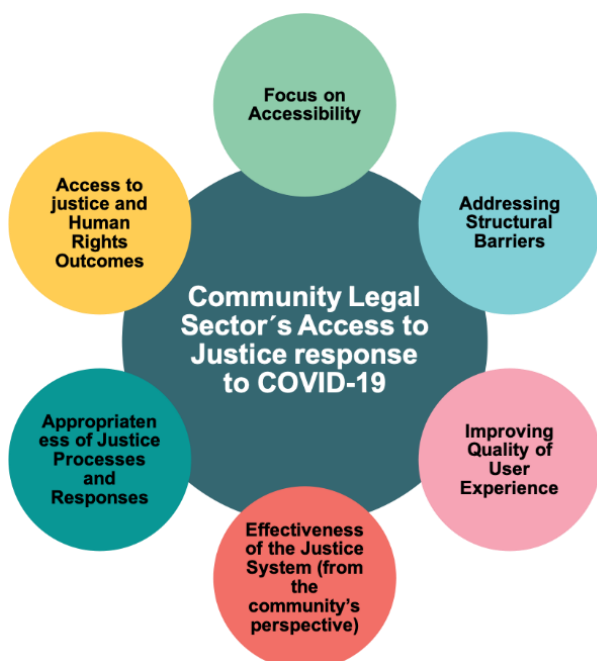 Focus on
Accessibility
Access to
justice and
Human
Rights
Outcomes
Addressing
Structural
Barriers
Community Legal
Sector´s Access to
Justice response
to COVID-19
Appropriaten
ess of Justice
Processes
and
Responses
Improving
Quality of
User
Experience
Effectiveness
of the Justice
System (from
the
community’s
perspective)